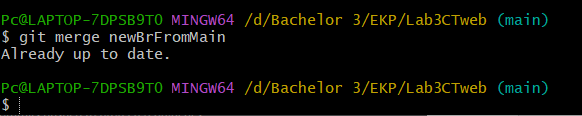 Pc@LAPTOP-7DPSB9T0 MINGW64 /d/Bachelor 3/EKP/Lab3CTweb (main)
$ git merge newBrFromMain
Already up to date.
Pc@LAPTOP-7DPSB9T0 MINGW64 /d/Bachelor 3/EKP/Lab3CTweb (main)
$